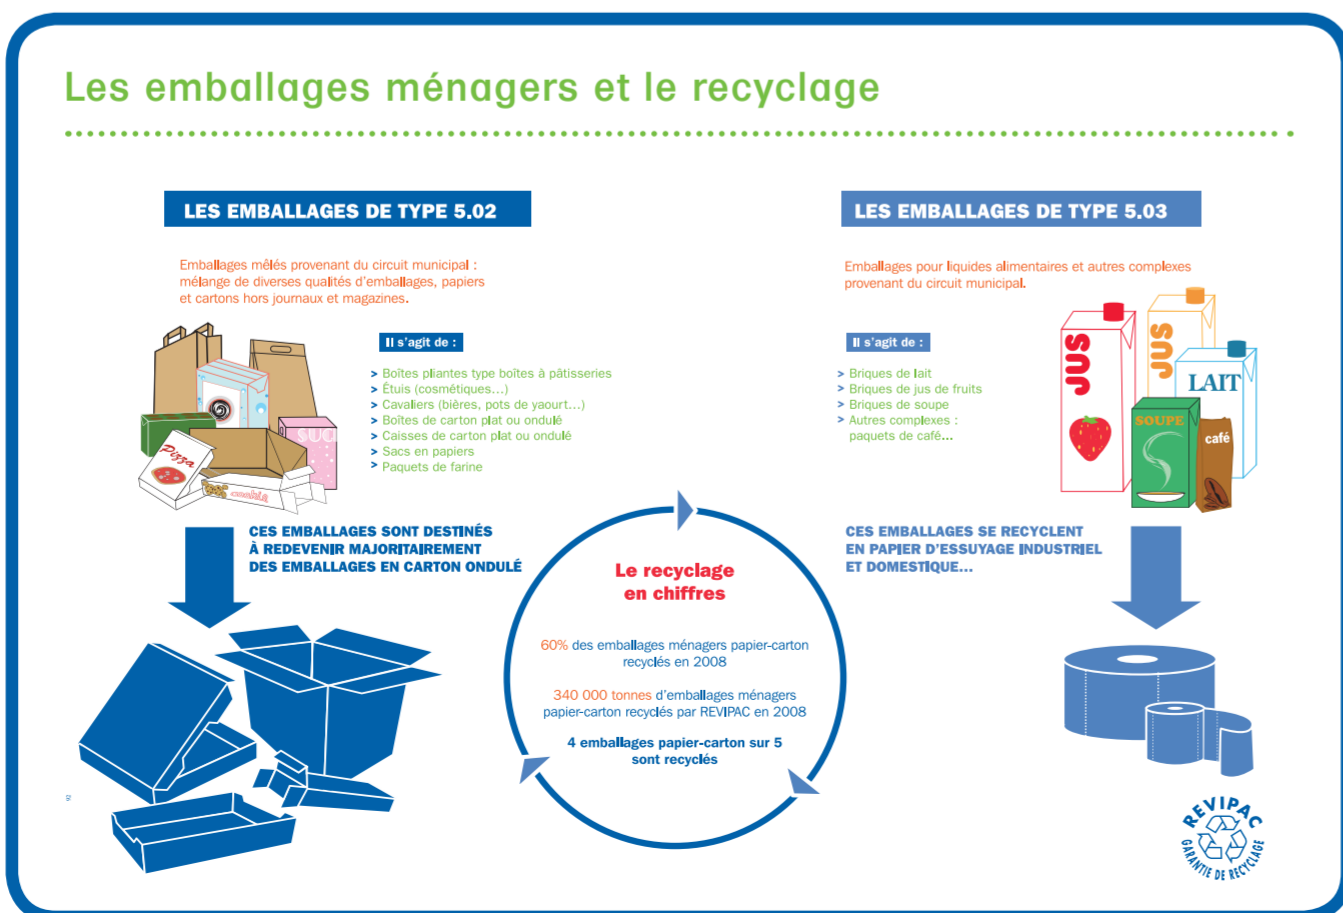 Les emballages ménagers et le recyclage
LES EMBALLAGES DE TYPE 5.02
Emballages mêlés provenant du circuit municipal :
mélange de diverses qualités d'emballages, papiers
et cartons hors journaux et magazines.
Il s'agit de :
> Boîtes pliantes type boîtes à pâtisseries
> Étuis (cosmétiques...)
> Cavaliers (bières, pots de yaourt...)
> Boîtes de carton plat ou ondulé
> Caisses de carton plat ou ondulé
> Sacs en papiers
> Paquets de farine
SUA
Pizza
cookie
CES EMBALLAGES SONT DESTINÉS
À REDEVENIR MAJORITAIREMENT
DES EMBALLAGES EN CARTON ONDULÉ
Le recyclage
en chiffres
60% des emballages ménagers papier-carton
recyclés en 2008
340 000 tonnes d'emballages ménagers
papier-carton recyclés par REVIPAC en 2008
4 emballages papier-carton sur 5
sont recyclés
LES EMBALLAGES DE TYPE 5.03
Emballages pour liquides alimentaires et autres complexes
provenant du circuit municipal.
Il s'agit de :
> Briques de lait
> Briques de jus de fruits
> Briques de soupe
> Autres complexes :
paquets de café...
JUS
JUS
LAIT
SOUPE
café
CES EMBALLAGES SE RECYCLENT
EN PAPIER D'ESSUYAGE INDUSTRIEL
ET DOMESTIQUE...
REVIPAC
GARANTIE DE RECYCLAGE